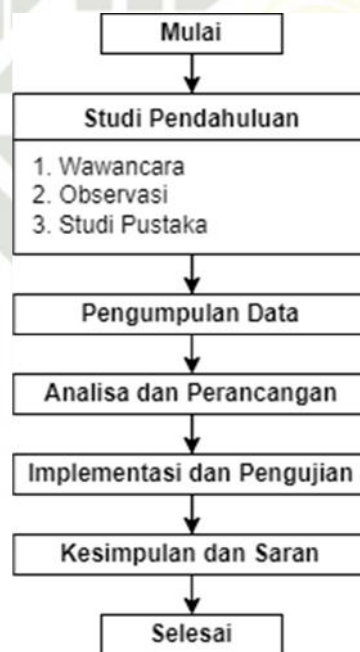 Mulai
Studi Pendahuluan
1. Wawancara
2. Observasi
3. Studi Pustaka
Pengumpulan Data
Analisa dan Perancangan
Implementasi dan Pengujian
Kesimpulan dan Saran
Selesai